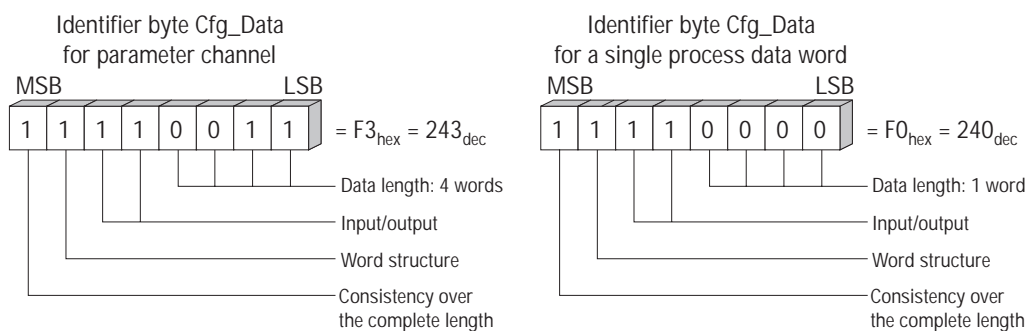 Identifier byte Cfg_Data
for parameter channel
MSB LSB
1 1 1 1 0 0 1 1 = F3hex = 243dec
Data length: 4 words
Input/output
Word structure
Consistency over
the complete length
Identifier byte Cfg_Data
for a single process data word
MSB LSB
1 1 1 1 0 0 0 0 = F0hex = 240dec
Data length: 1 word
Input/output
Word structure
Consistency over
the complete length